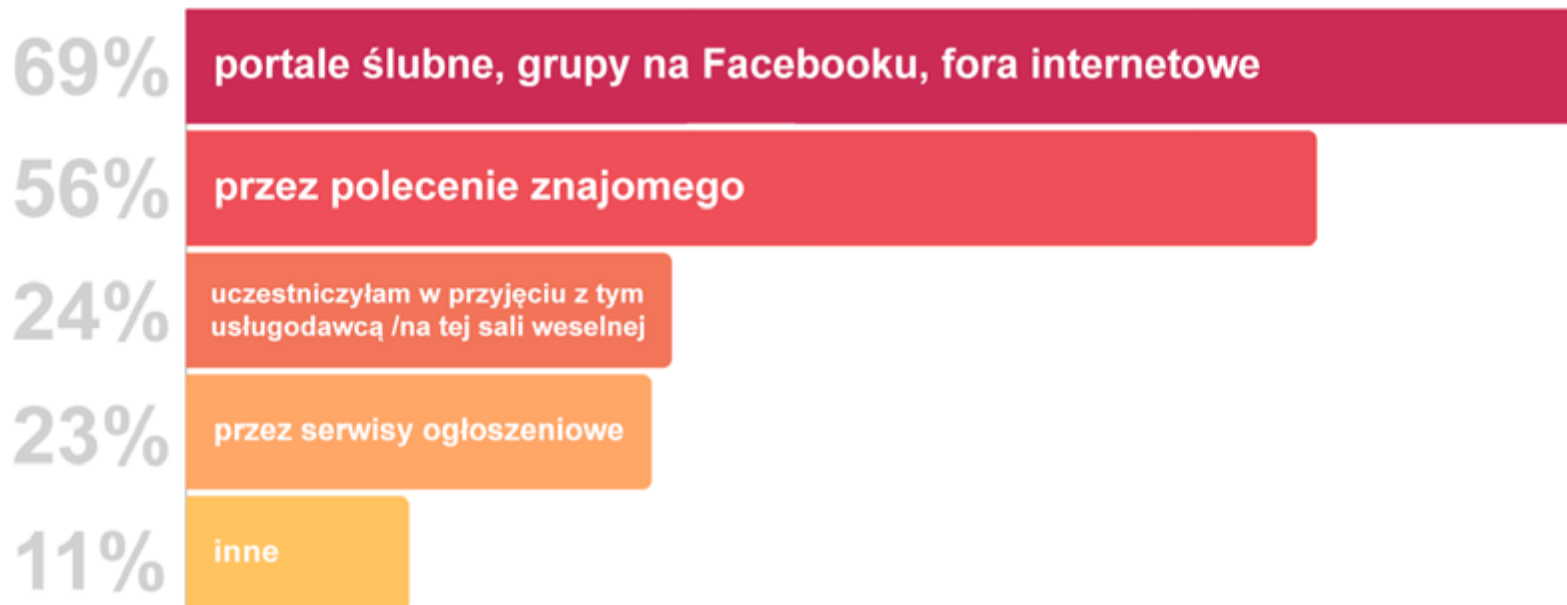 69% portale ślubne, grupy na Facebooku, fora internetowe
56% przez polecenie znajomego
24% uczestniczyłam w przyjęciu z tym
usługodawcą /na tej sali weselnej
23% przez serwisy ogłoszeniowe
11% inne